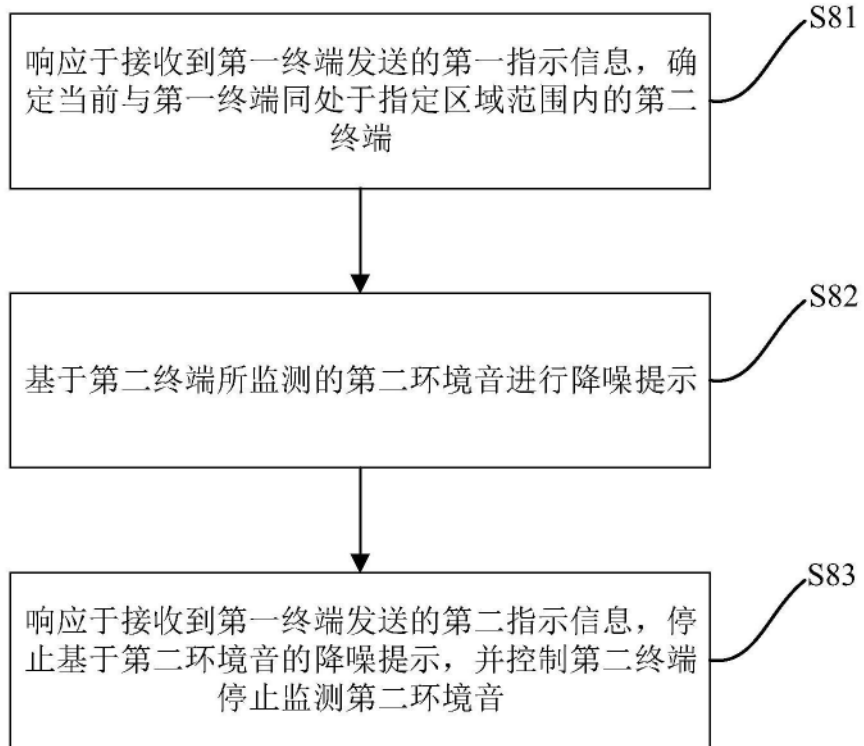 S81
响应于接收到第一终端发送的第一指示信息，确
定当前与第一终端同处于指定区域范围内的第二
终端
S82
基于第二终端所监测的第二环境音进行降噪提示
S83
响应于接收到第一终端发送的第二指示信息，停
止基于第二环境音的降噪提示，并控制第二终端
停止监测第二环境音